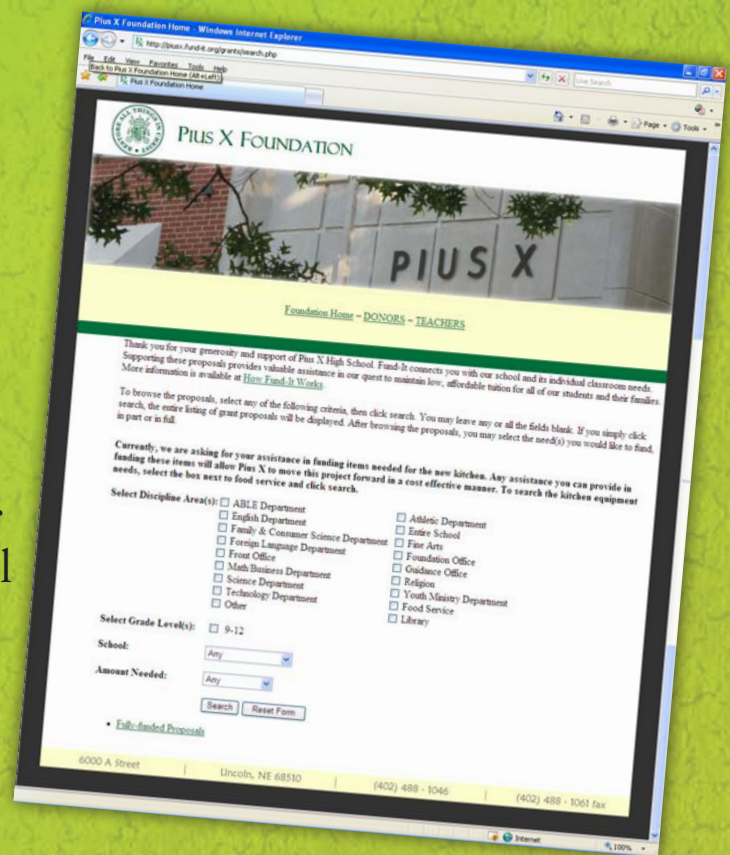 Pius X Foundation Home - Windows Internet Explorer
http://piusx.fund-it.org/grants/search.php
Live Search
File Edit View Favorites Tools Help
Back to Pius X Foundation Home (Alt+Left)
Pius X Foundation Home
Page Tools
RESTORE ALL THINGS IN CHRIST
PIUS X FOUNDATION
PIUS X
Foundation Home - DONORS - TEACHERS
Thank you for your generosity and support of Pius X High School. Fund-It connects you with our school and its individual classroom needs.
Supporting these proposals provides valuable assistance in our quest to maintain low, affordable tuition for all of our students and their families
More information is available at How Fund-It Works.
To browse the proposals, select any of the following criteria, then click search. You may leave any or all the fields blank. If you simply click
search, the entire listing of grant proposals will be displayed. After browsing the proposals, you may select the need(s) you would like to fund,
in part or in full.
Currently, we are asking for your assistance in funding items needed for the new kitchen. Any assistance you can provide in
funding these items will allow Pius X to move this project forward in a cost effective manner. To search the kitchen equipment
needs, select the box next to food service and click search.
Select Discipline Area(s):
ABLE Department
English Department
Family & Consumer Science Department
Foreign Language Department
Front Office
Math Business Department
Science Department
Technology Department
Other
Athletic Department
Entire School
Fine Arts
Foundation Office
Guidance Office
Religion
Youth Ministry Department
Food Service
Library
Select Grade Level(s): 9-12
School: Any
Amount Needed: Any
Search Reset Form
Fully-funded Proposals
6000 A Street | Lincoln, NE 68510 | (402) 488 - 1046 | (402) 488 - 1061 fax
Internet 100%